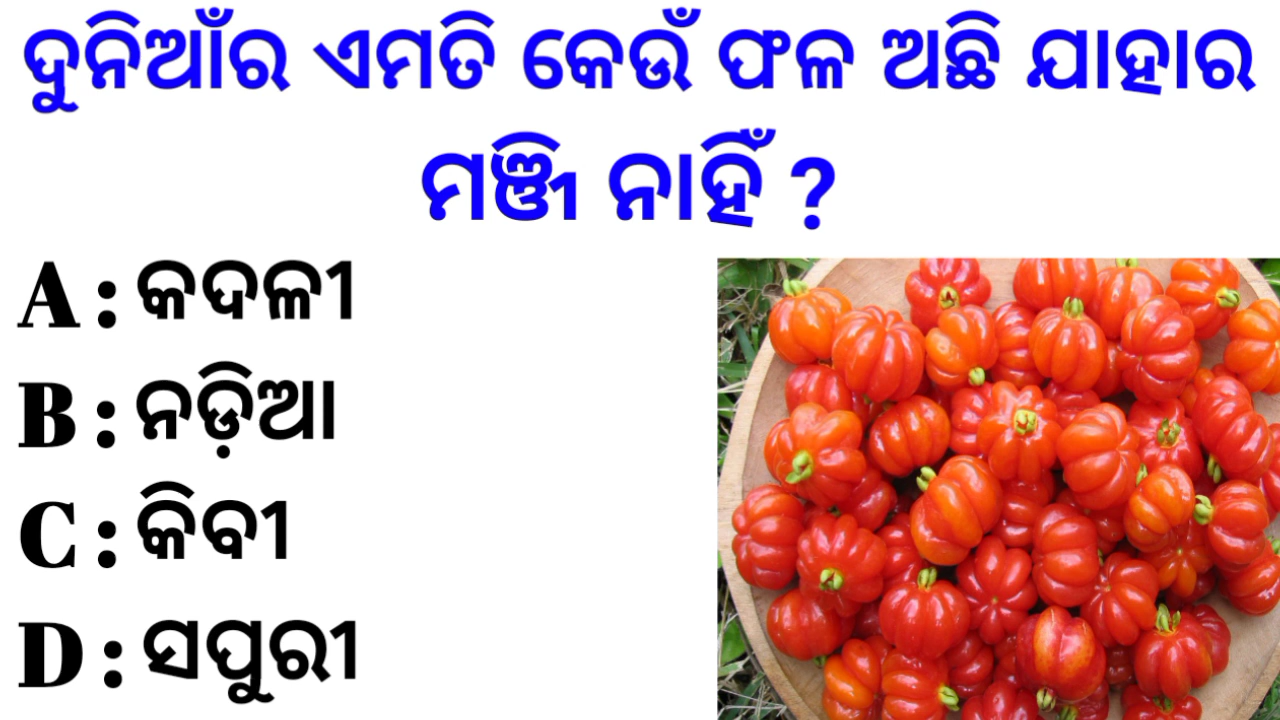 ଦୁନିଆଁର ଏମତି କେଉଁ ଫଳ ଅଛି ଯାହାର
ମଞ୍ଜି ନାହିଁ ?
A : କଦଳୀ
B : ନଡ଼ିଆ
C : କିବୀ
D : ସପୁରୀ